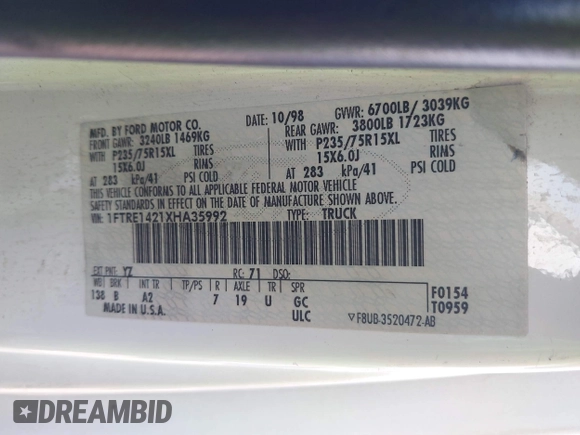 MFD. BY FORD MOTOR CO.
DATE: 10/98
GVWR: 6700LB/ 3039KG
FRONT GAWR: 3240LB 1469KG
REAR GAWR: 3800LB 1723KG
WITH P235/75R15XL TIRES
WITH P235/75R15XL TIRES
15X6.0J RIMS
15X6.0J RIMS
AT 283 kPa/41 PSI COLD
AT 283 kPa/41 PSI COLD
THIS VEHICLE CONFORMS TO ALL APPLICABLE FEDERAL MOTOR VEHICLE
SAFETY STANDARDS IN EFFECT ON THE DATE OF MANUFACTURE SHOWN ABOVE.
VIN: 1FTRE1421XHA35992
TYPE: TRUCK
EXT PNT: YZ RC: 71 DSO:
WB BRK INT TR TP/PS R AXLE TR SPR
138 B A2 7 19 U GC
ULC
F0154
T0959
MADE IN U.S.A.
F8UB-3520472-AB
DREAMBID